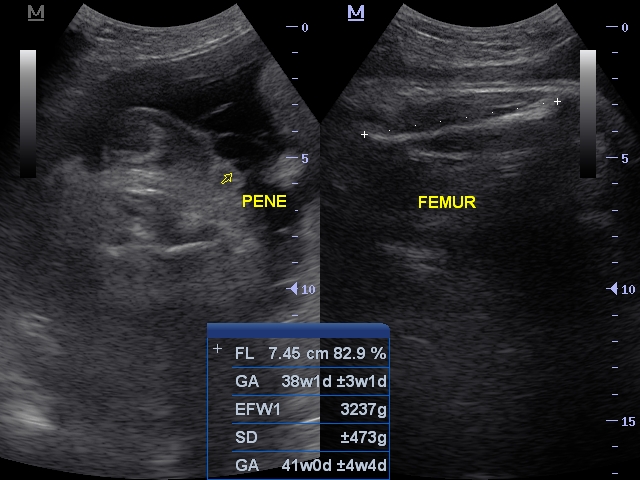 M
M
0
0
5
5
PENE
FEMUR
10
10
FL 7.45 cm 82.9 %
GA 38w1d ±3w1d
EFW1 3237g
SD ±473g
GA 41w0d ±4w4d
15